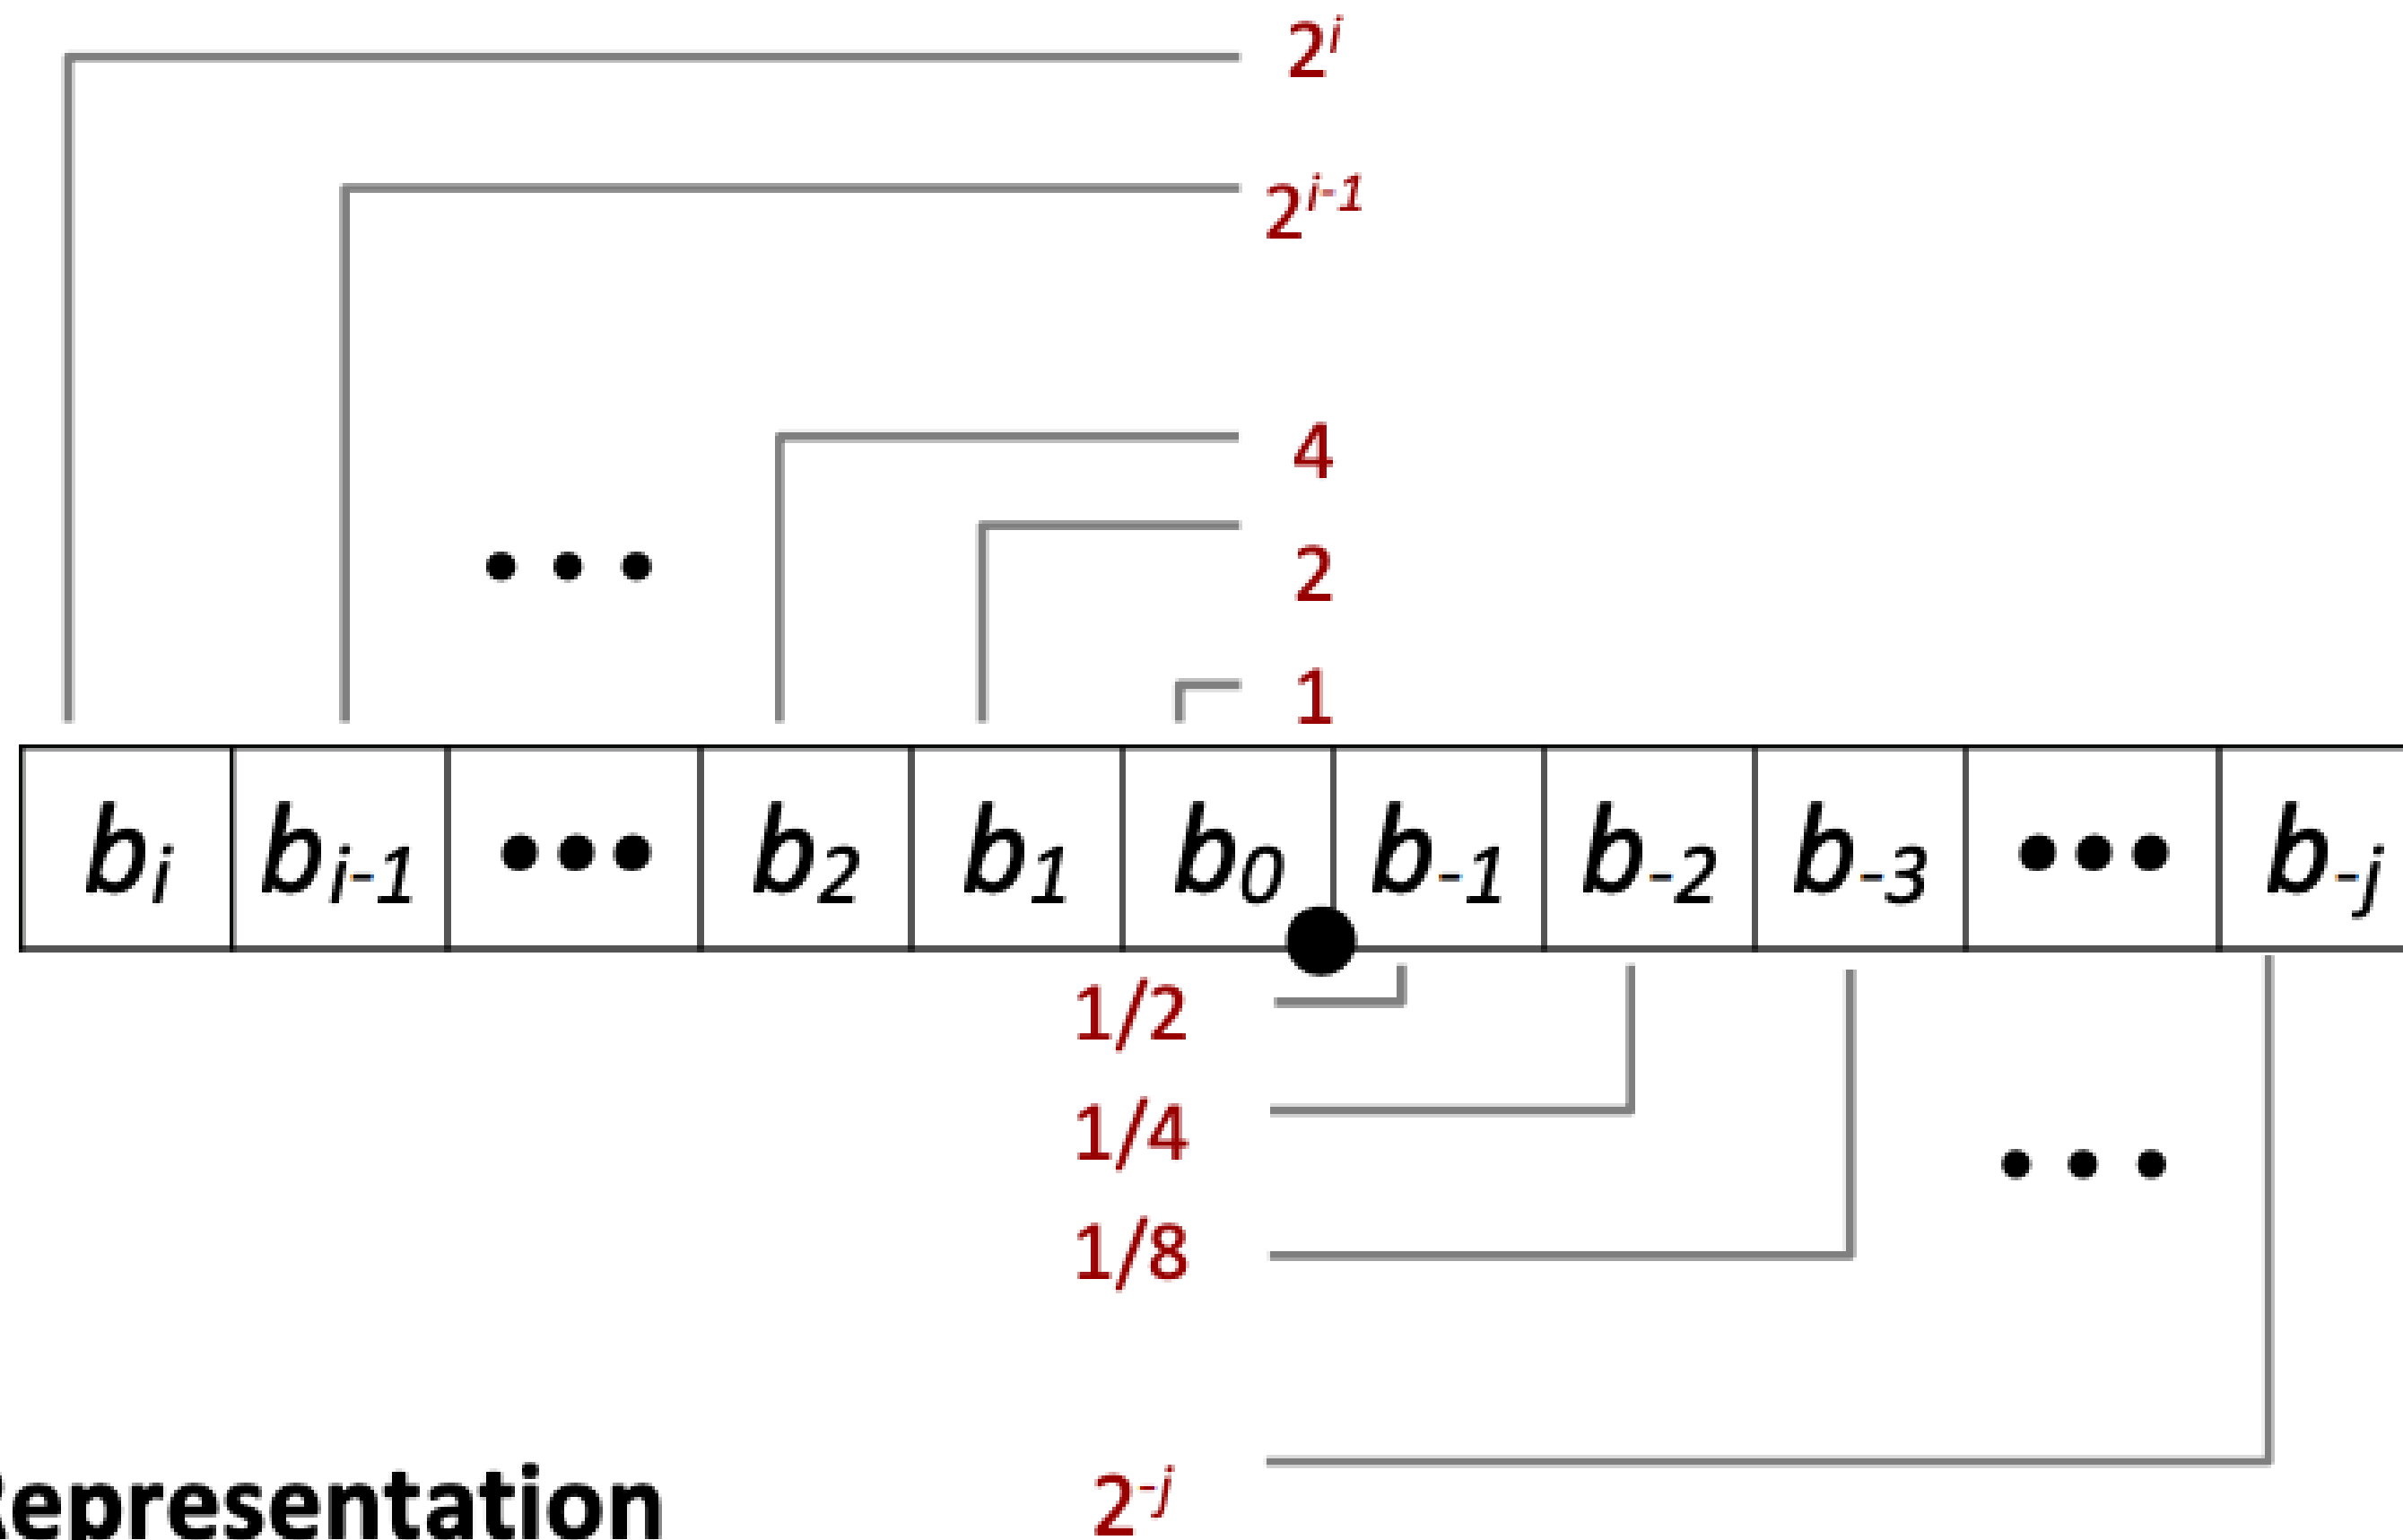 2^i
2^i-1
4
•••
2
1
b_i b_i-1 ••• b_2 b_1 b_0 . b_-1 b_-2 b_-3 ••• b_-j
1/2
1/4
•••
1/8
2^-j
Representation